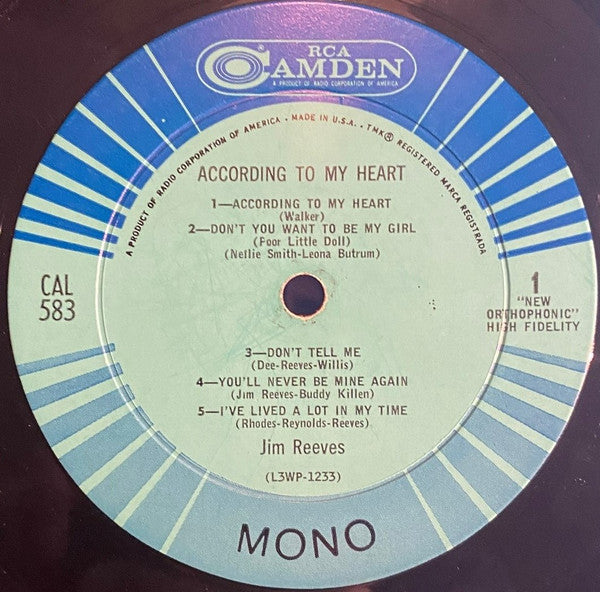 RCA
CAMDEN
A PRODUCT OF RADIO CORPORATION OF AMERICA
A PRODUCT OF RADIO CORPORATION OF AMERICA • MADE IN U.S.A. • TMK® REGISTERED MARCA REGISTRADA
ACCORDING TO MY HEART
1—ACCORDING TO MY HEART
(Walker)
2—DON'T YOU WANT TO BE MY GIRL
(Poor Little Doll)
(Nellie Smith-Leona Butrum)
CAL
583
1
"NEW
ORTHOPHONIC"
HIGH FIDELITY
3—DON'T TELL ME
(Dee-Reeves-Willis)
4—YOU'LL NEVER BE MINE AGAIN
(Jim Reeves-Buddy Killen)
5—I'VE LIVED A LOT IN MY TIME
(Rhodes-Reynolds-Reeves)
Jim Reeves
(L3WP-1233)
MONO